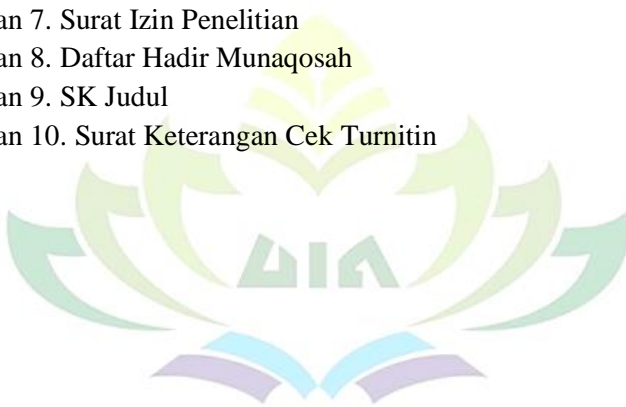 an 7. Surat Izin Penelitian
an 8. Daftar Hadir Munaqosah
an 9. SK Judul
an 10. Surat Keterangan Cek Turnitin
UIN